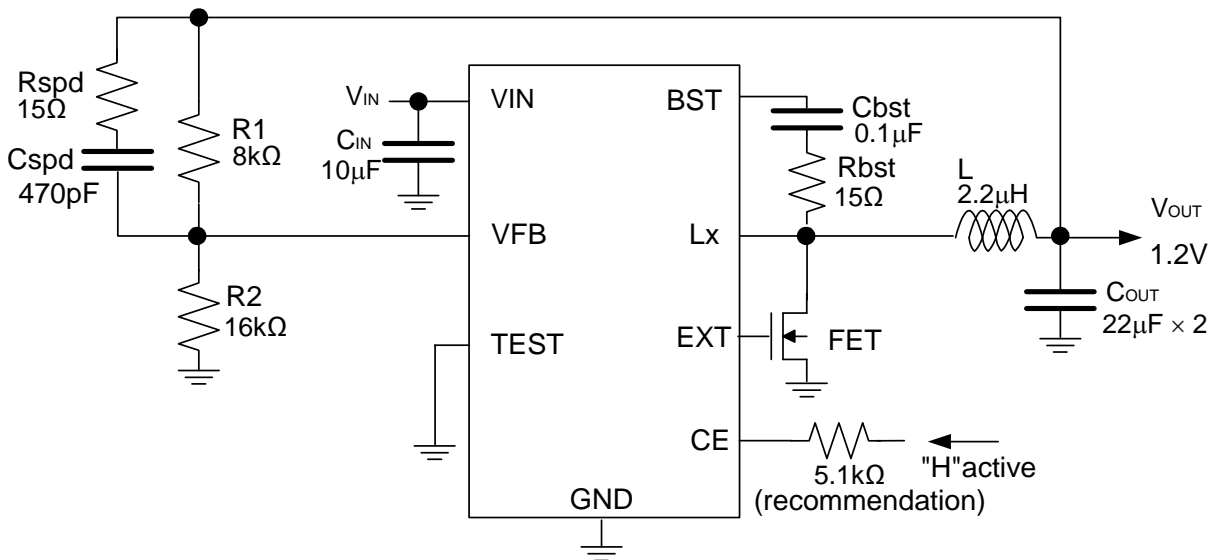 Rspd
15Ω
Cspd
470pF
R1
8kΩ
R2
16kΩ
VIN
CIN
10µF
VIN
VFB
TEST
GND
BST
Lx
EXT
CE
Cbst
0.1µF
Rbst
15Ω
L
2.2µH
VOUT
1.2V
COUT
22µF × 2
FET
5.1kΩ
(recommendation)
"H"active